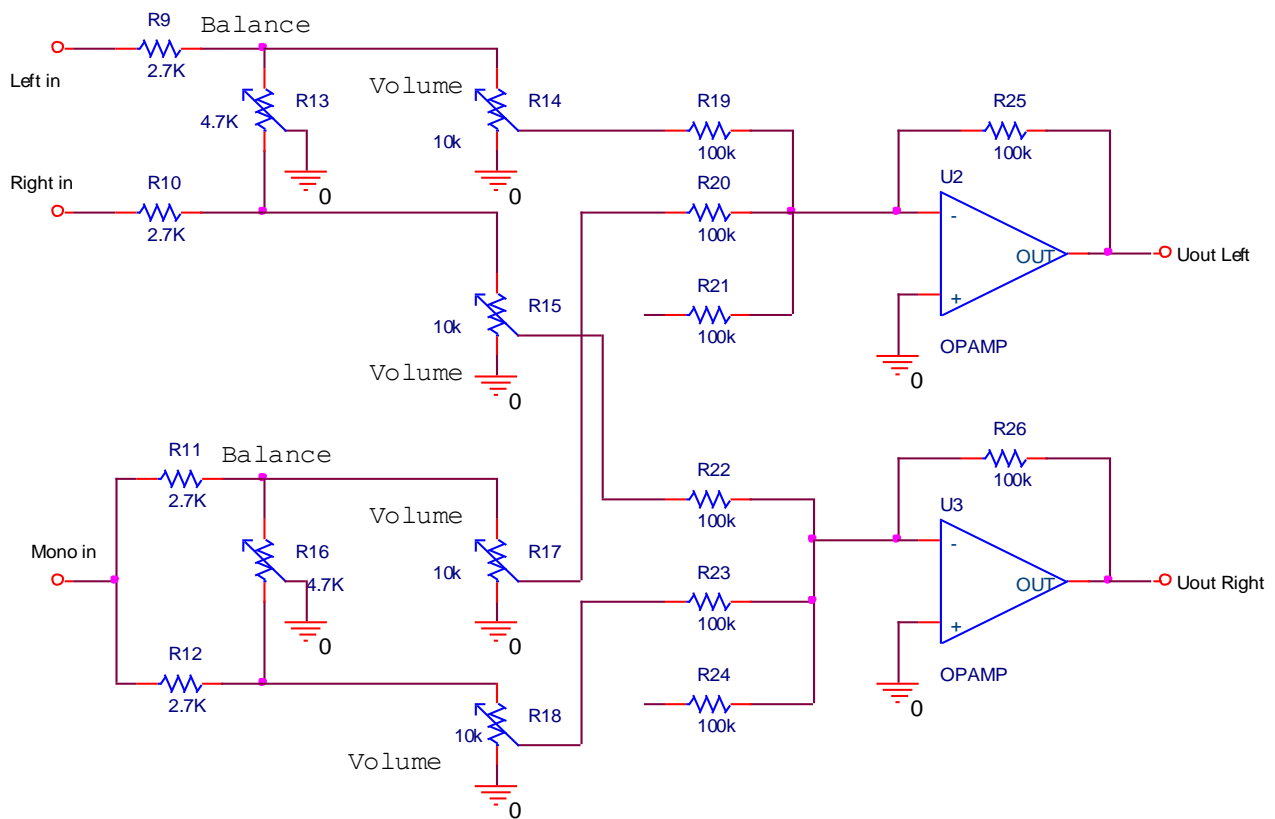 R9
Balance
Left in
2.7K
Volume
R13
4.7K
R14
10k
R19
100k
R25
100k
Right in
R10
2.7K
0
0
R20
100k
U2
-
OUT
+
OPAMP
Uout Left
R21
100k
R15
10k
Volume
0
0
R11
Balance
2.7K
Volume
R22
100k
R26
100k
U3
-
OUT
+
OPAMP
Uout Right
Mono in
R16
4.7K
R17
10k
R23
100k
0
0
R12
2.7K
R24
100k
0
R18
10k
Volume
0